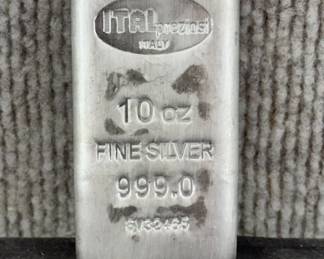 ITALpreziosi
ITALY
10 oz
FINE SILVER
999.0